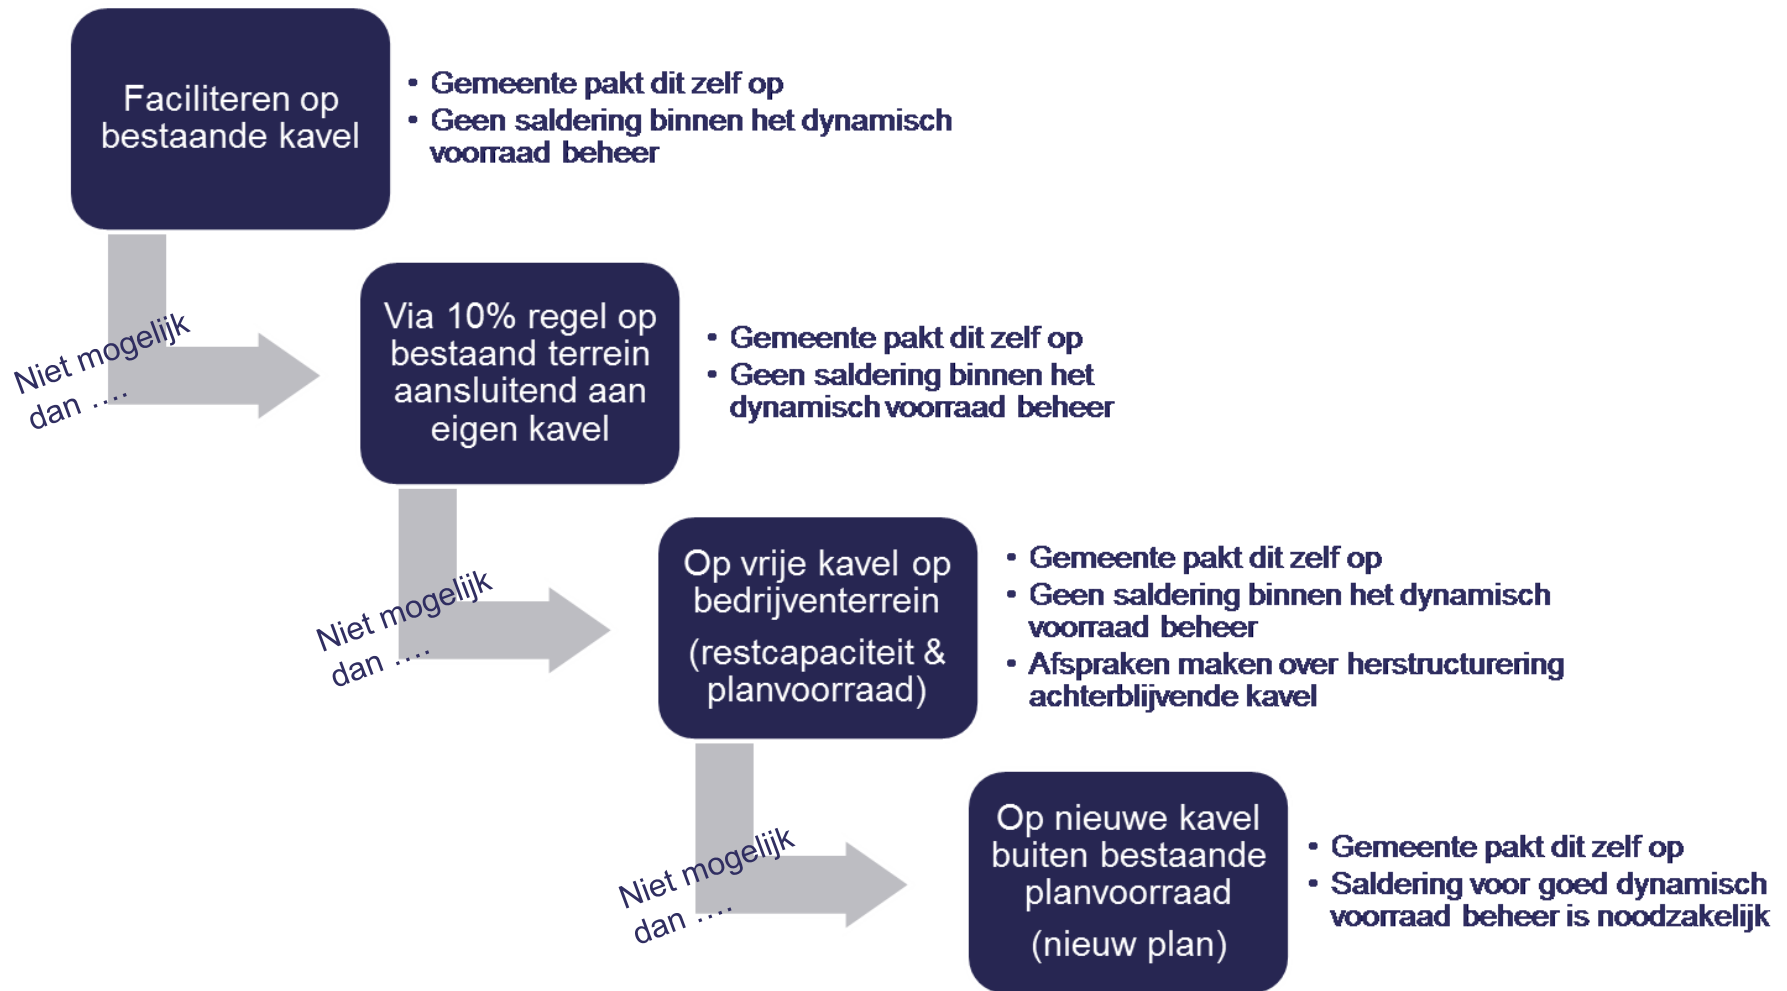 Faciliteren op
bestaande kavel
• Gemeente pakt dit zelf op
• Geen saldering binnen het dynamisch
voorraad beheer
Niet mogelijk
dan ….
Via 10% regel op
bestaand terrein
aansluitend aan
eigen kavel
• Gemeente pakt dit zelf op
• Geen saldering binnen het
dynamisch voorraad beheer
Niet mogelijk
dan ….
Op vrije kavel op
bedrijventerrein
(restcapaciteit &
planvoorraad)
• Gemeente pakt dit zelf op
• Geen saldering binnen het dynamisch
voorraad beheer
• Afspraken maken over herstructurering
achterblijvende kavel
Niet mogelijk
dan ….
Op nieuwe kavel
buiten bestaande
planvoorraad
(nieuw plan)
• Gemeente pakt dit zelf op
• Saldering voor goed dynamisch
voorraad beheer is noodzakelijk